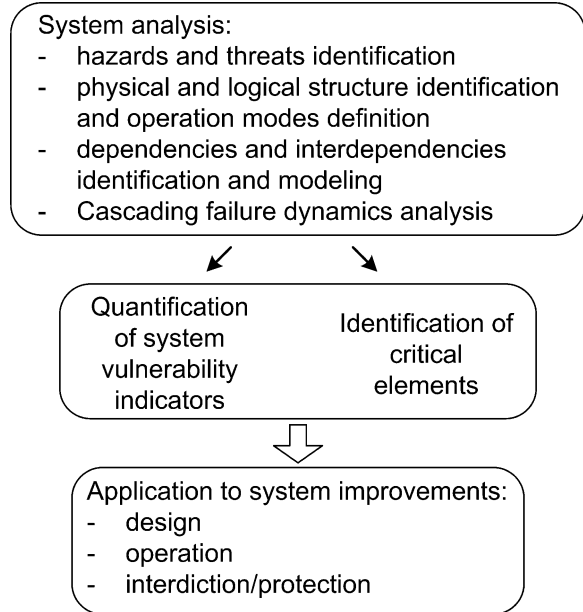 System analysis:
- hazards and threats identification
- physical and logical structure identification
and operation modes definition
- dependencies and interdependencies
identification and modeling
- Cascading failure dynamics analysis
Quantification
of system
vulnerability
indicators
Identification of
critical
elements
Application to system improvements:
- design
- operation
- interdiction/protection